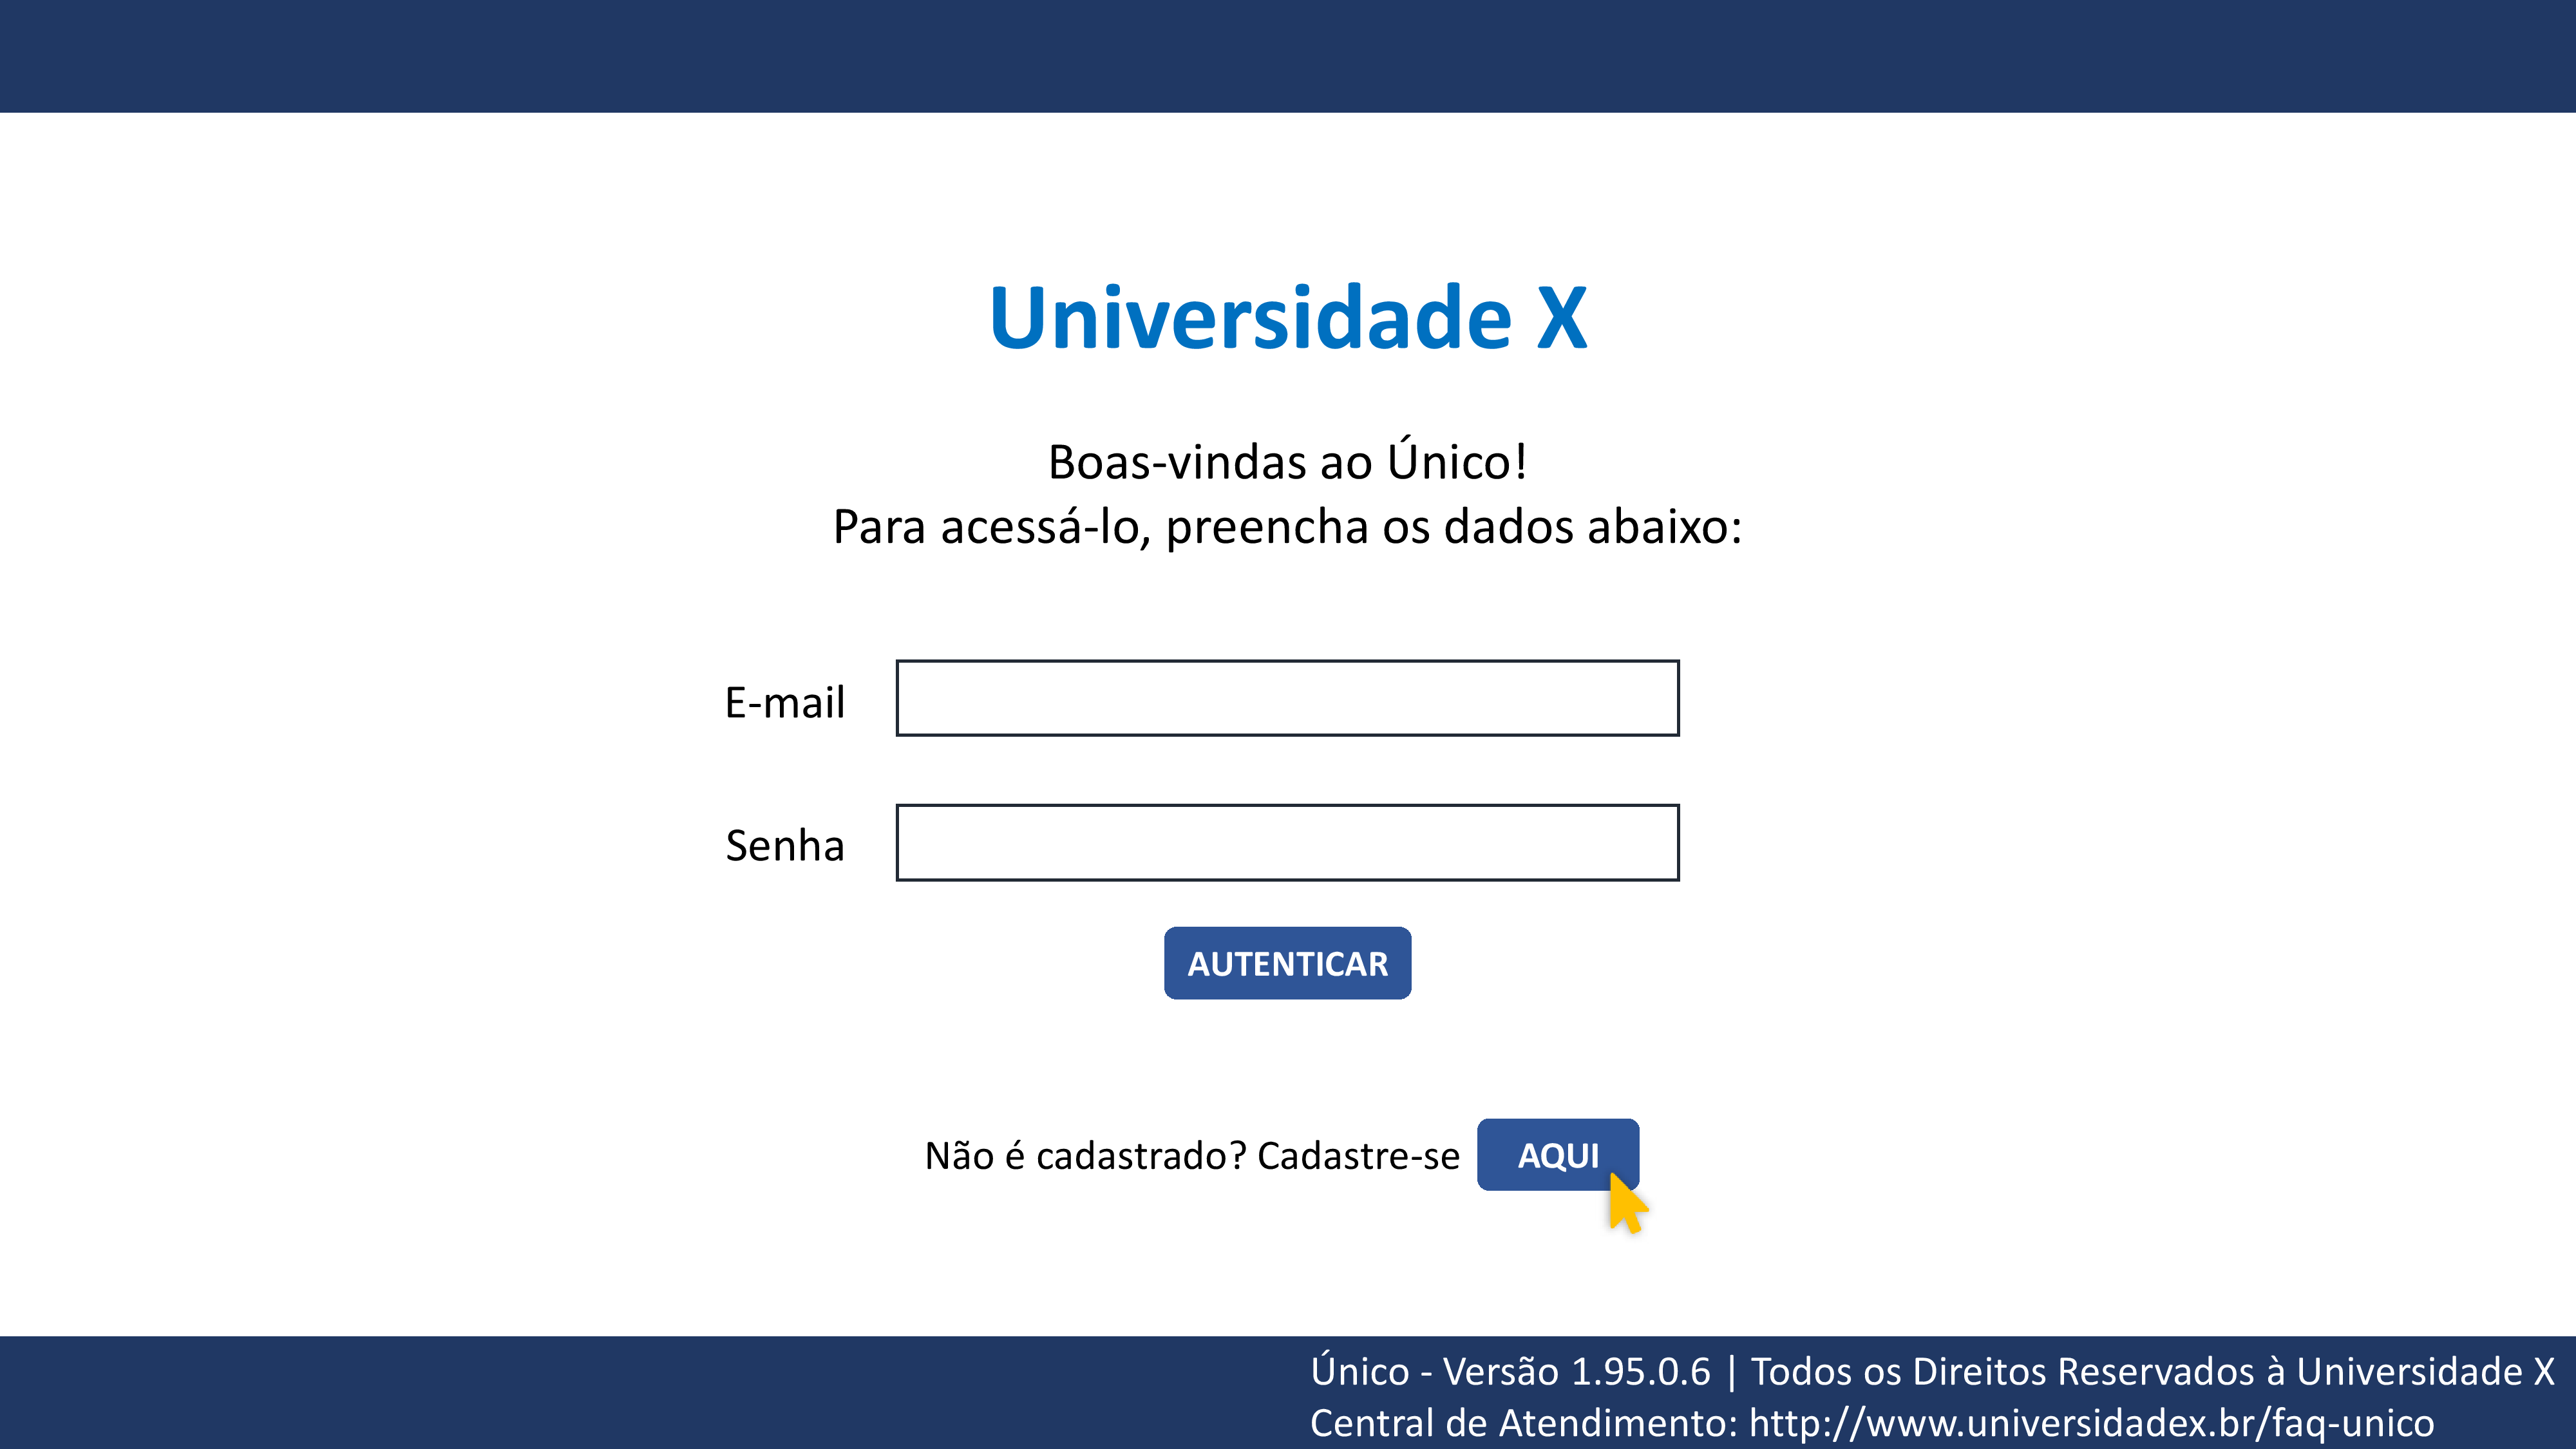 Universidade X
Boas-vindas ao Único!
Para acessá-lo, preencha os dados abaixo:
E-mail
Senha
AUTENTICAR
Não é cadastrado? Cadastre-se AQUI
Único - Versão 1.95.0.6 | Todos os Direitos Reservados à Universidade X
Central de Atendimento: http://www.universidadex.br/faq-unico